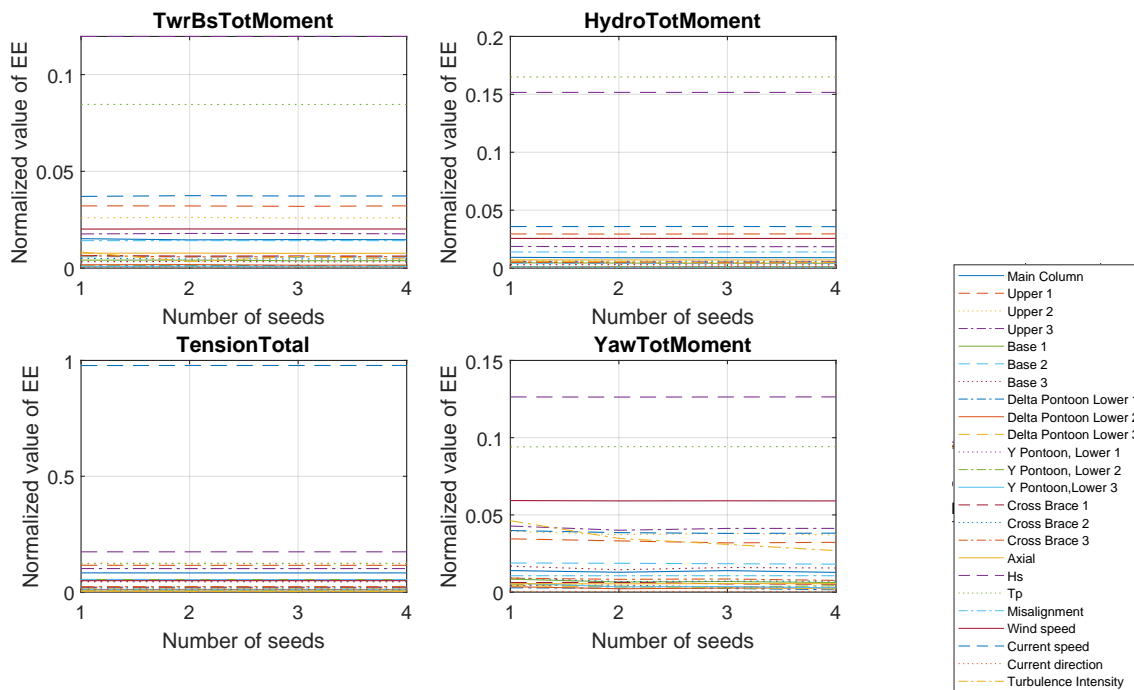 TwrBsTotMoment
Normalized value of EE
0.1
0.05
0
1 2 3 4
Number of seeds
HydroTotMoment
Normalized value of EE
0.2
0.15
0.1
0.05
0
1 2 3 4
Number of seeds
TensionTotal
Normalized value of EE
1
0.5
0
1 2 3 4
Number of seeds
YawTotMoment
Normalized value of EE
0.15
0.1
0.05
0
1 2 3 4
Number of seeds
Main Column
Upper 1
Upper 2
Upper 3
Base 1
Base 2
Base 3
Delta Pontoon Lower 1
Delta Pontoon Lower 2
Delta Pontoon Lower 3
Y Pontoon, Lower 1
Y Pontoon, Lower 2
Y Pontoon,Lower 3
Cross Brace 1
Cross Brace 2
Cross Brace 3
Axial
Hs
Tp
Misalignment
Wind speed
Current speed
Current direction
Turbulence Intensity